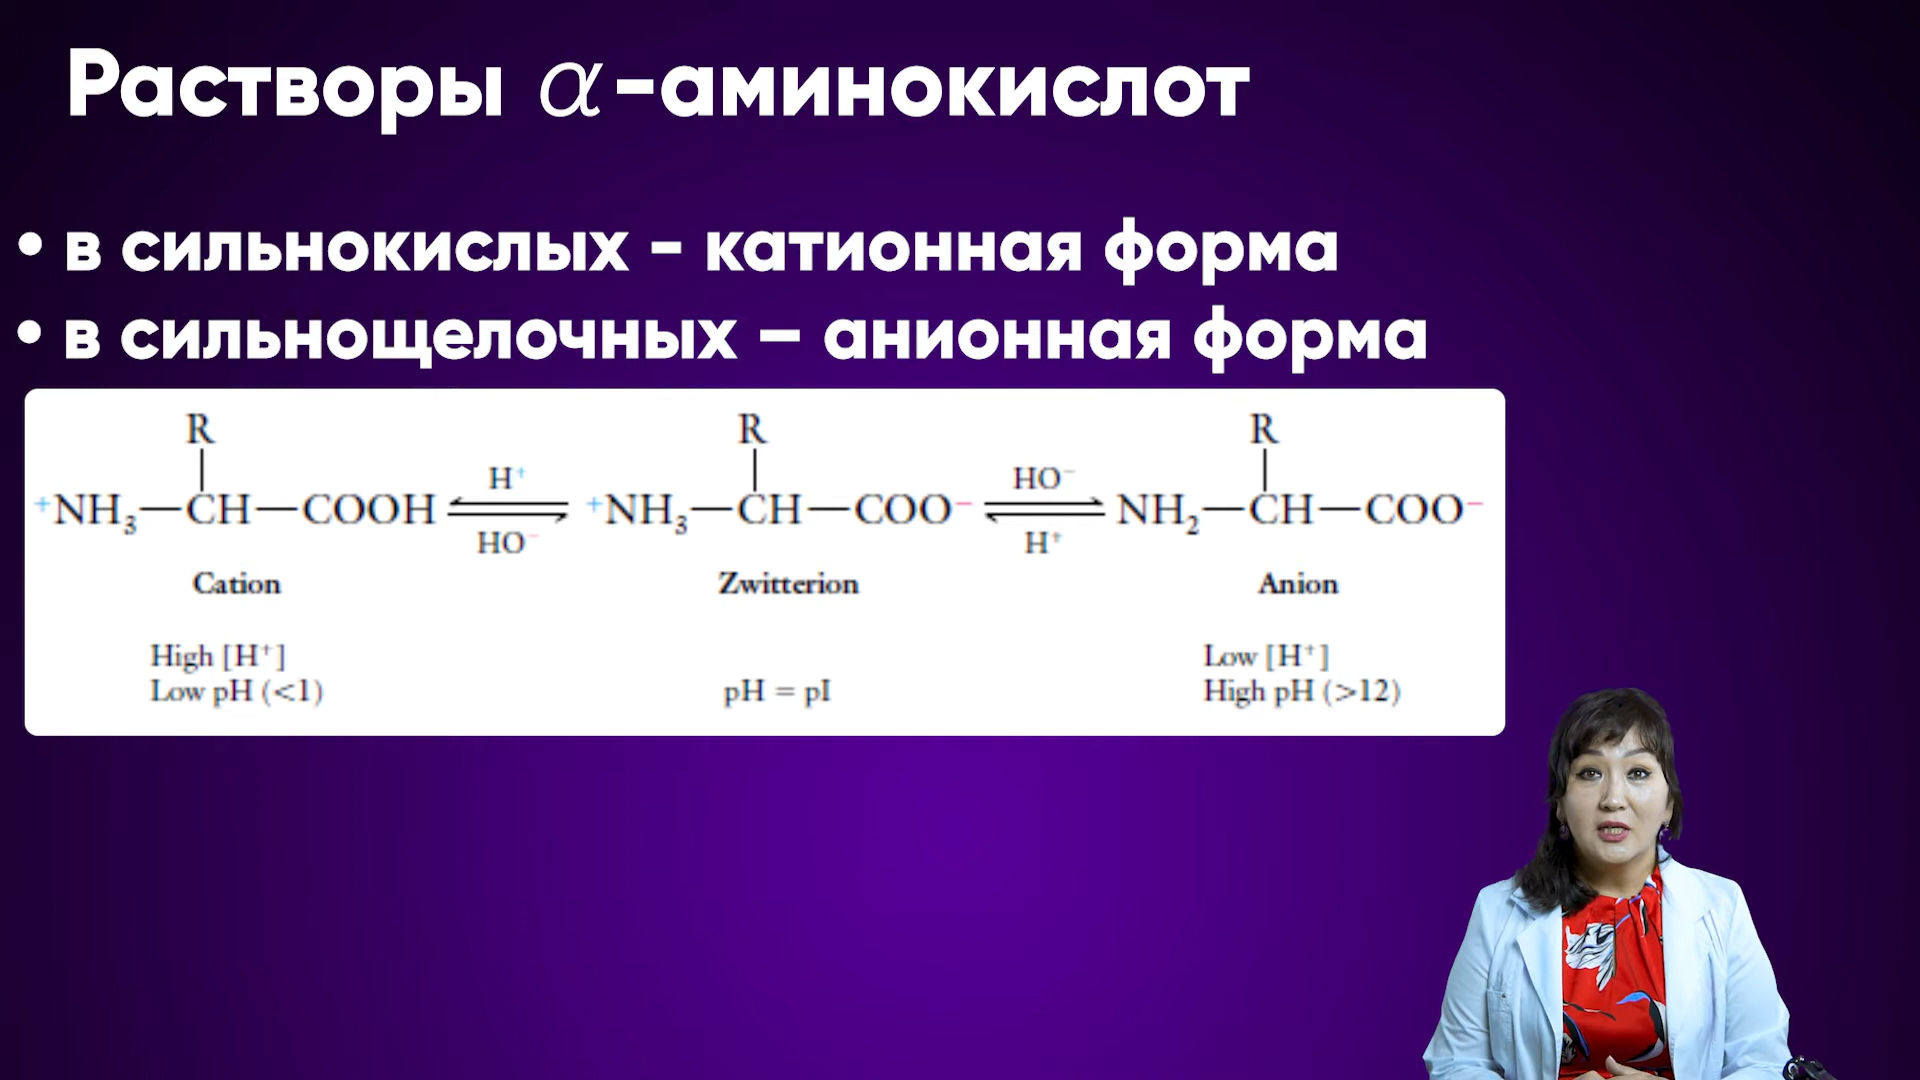 Растворы α-аминокислот
• в сильнокислых - катионная форма
• в сильнощелочных – анионная форма
R R R
⁺NH₃—CH—COOH H⁺ HO⁻ ⁺NH₃—CH—COO⁻ HO⁻ H⁺ NH₂—CH—COO⁻
Cation Zwitterion Anion
High [H⁺] Low [H⁺]
Low pH (<1) pH = pI High pH (>12)